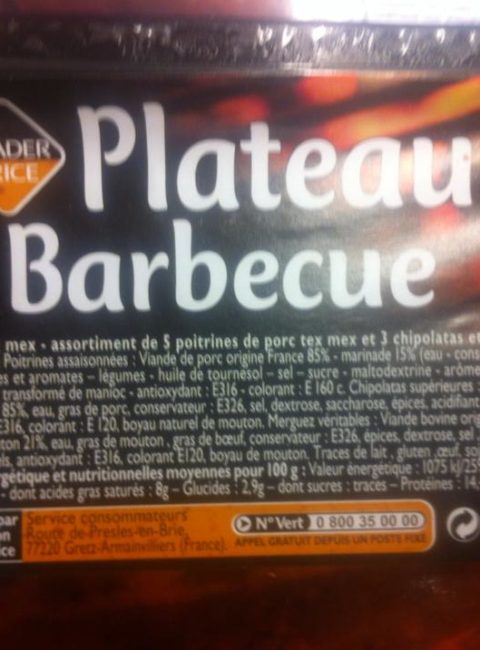 ADER
RICE
Plateau
Barbecue
mex - assortiment de 5 poitrines de porc tex mex et 3 chipolatas et
Poitrines assaisonnées : Viande de porc origine France 85% - marinade 15% (eau - cons
es et aromates – légumes - huile de tournesol – sel – sucre - maltodextrine - arôme
transformé de manioc - antioxydant : E316 - colorant : E 160 c. Chipolatas supérieures :
85%, eau, gras de porc, conservateur : E326, sel, dextrose, saccharose, épices, acidifiant
E316, colorant : E 120, boyau naturel de mouton. Merguez véritables : Viande bovine orig
ton 21%, eau, gras de mouton, gras de bœuf, conservateur : E326, épices, dextrose, sel
ls, antioxydant : E316, colorant E120, boyau de mouton. Traces de lait, gluten, œuf, so
rgétique et nutritionnelles moyennes pour 100 g : Valeur énergétique : 1075 kJ/25
- dont acides gras saturés : 8g – Glucides : 2,9g – dont sucres : traces – Protéines : 14,
par
on
ice
Service consommateurs
Route de-Presles-en-Brie,
77220 Gretz-Armainvilliers (France).
N° Vert 0 800 35 00 00
APPEL GRATUIT DEPUIS UN POSTE FIXE